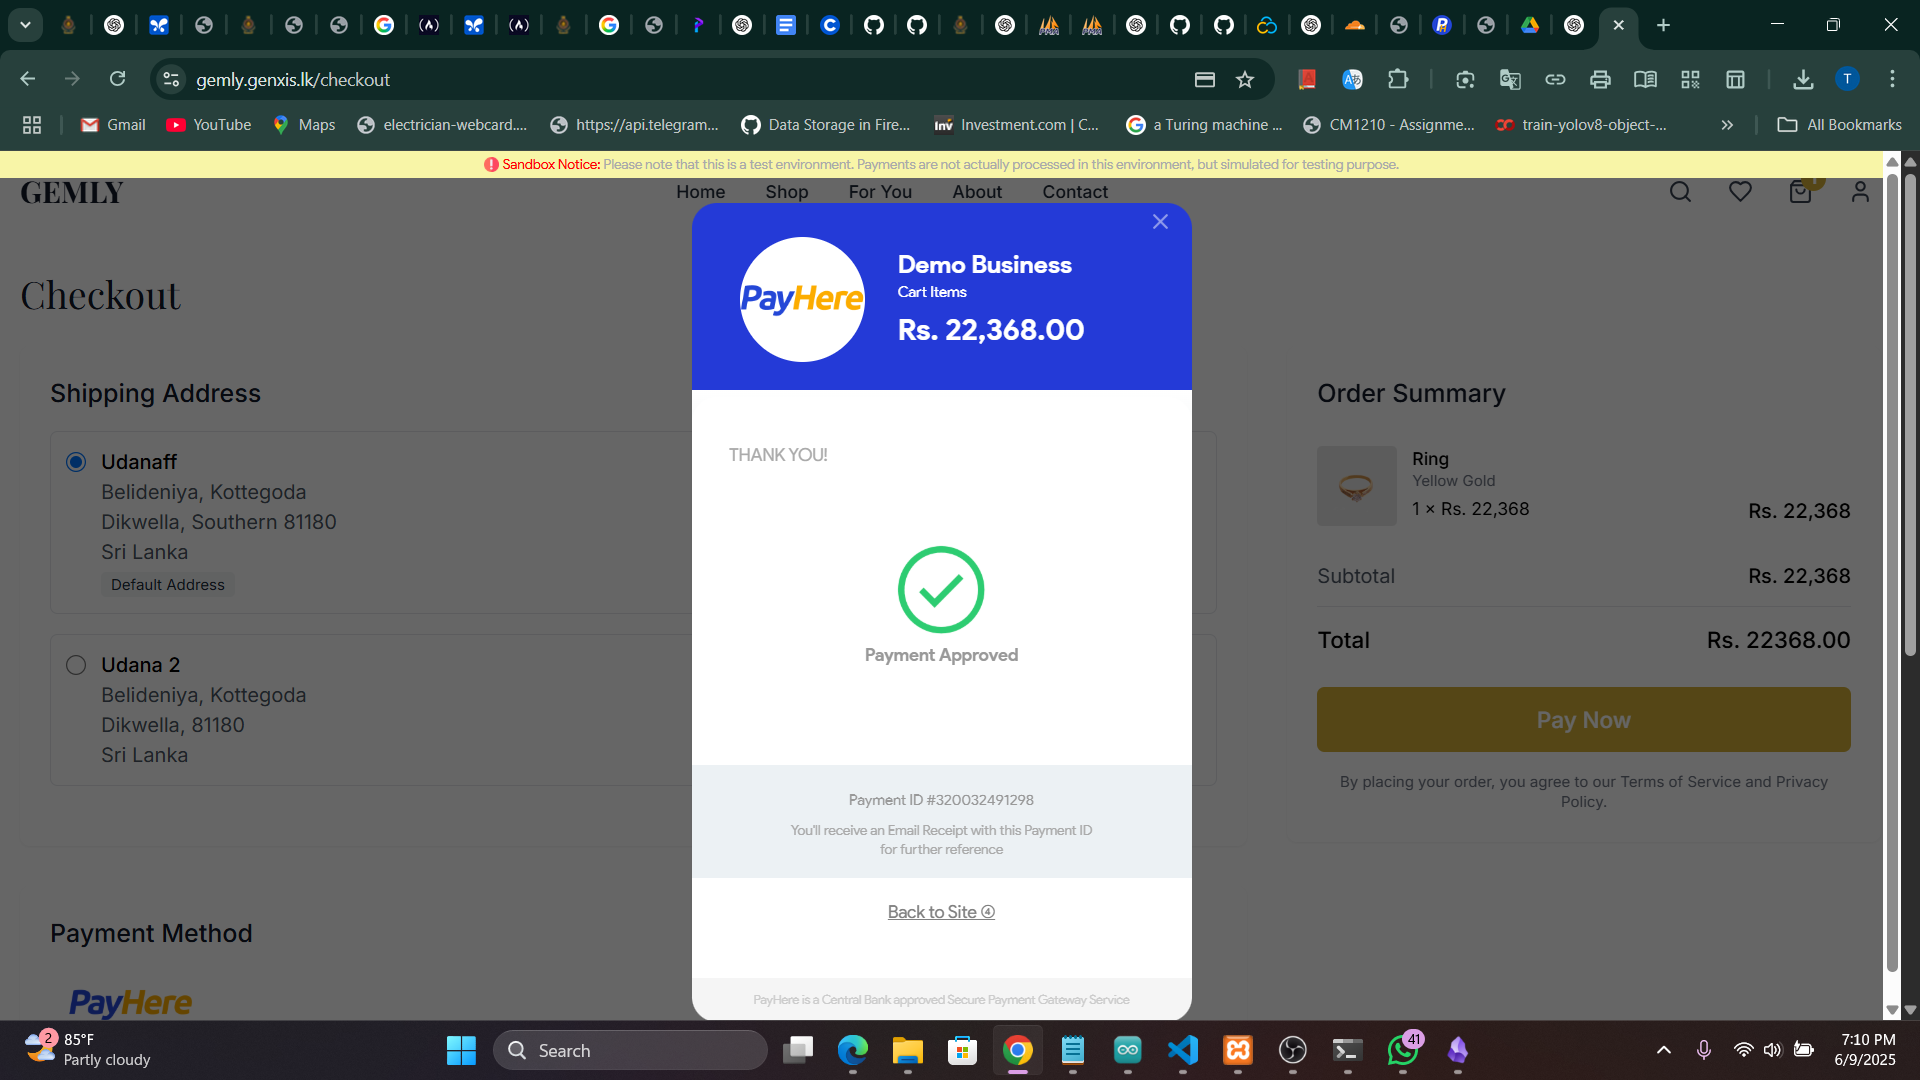 gemly.genxis.lk/checkout
T
Gmail
YouTube
Maps
electrician-webcard....
https://api.telegram...
Data Storage in Fire...
Investment.com | C...
a Turing machine ...
CM1210 - Assignme...
train-yolov8-object-...
All Bookmarks
Sandbox Notice: Please note that this is a test environment. Payments are not actually processed in this environment, but simulated for testing purpose.
GEMLY
Home
Shop
For You
About
Contact
Checkout
Shipping Address
Udanaff
Belideniya, Kottegoda
Dikwella, Southern 81180
Sri Lanka
Default Address
Udana 2
Belideniya, Kottegoda
Dikwella, 81180
Sri Lanka
Payment Method
PayHere
PayHere
Demo Business
Cart Items
Rs. 22,368.00
THANK YOU!
Payment Approved
Payment ID #320032491298
You'll receive an Email Receipt with this Payment ID
for further reference
Back to Site ④
PayHere is a Central Bank approved Secure Payment Gateway Service
Order Summary
Ring
Yellow Gold
1 × Rs. 22,368
Rs. 22,368
Subtotal
Rs. 22,368
Total
Rs. 22368.00
Pay Now
By placing your order, you agree to our Terms of Service and Privacy
Policy.
2
85°F
Partly cloudy
Search
41
7:10 PM
6/9/2025